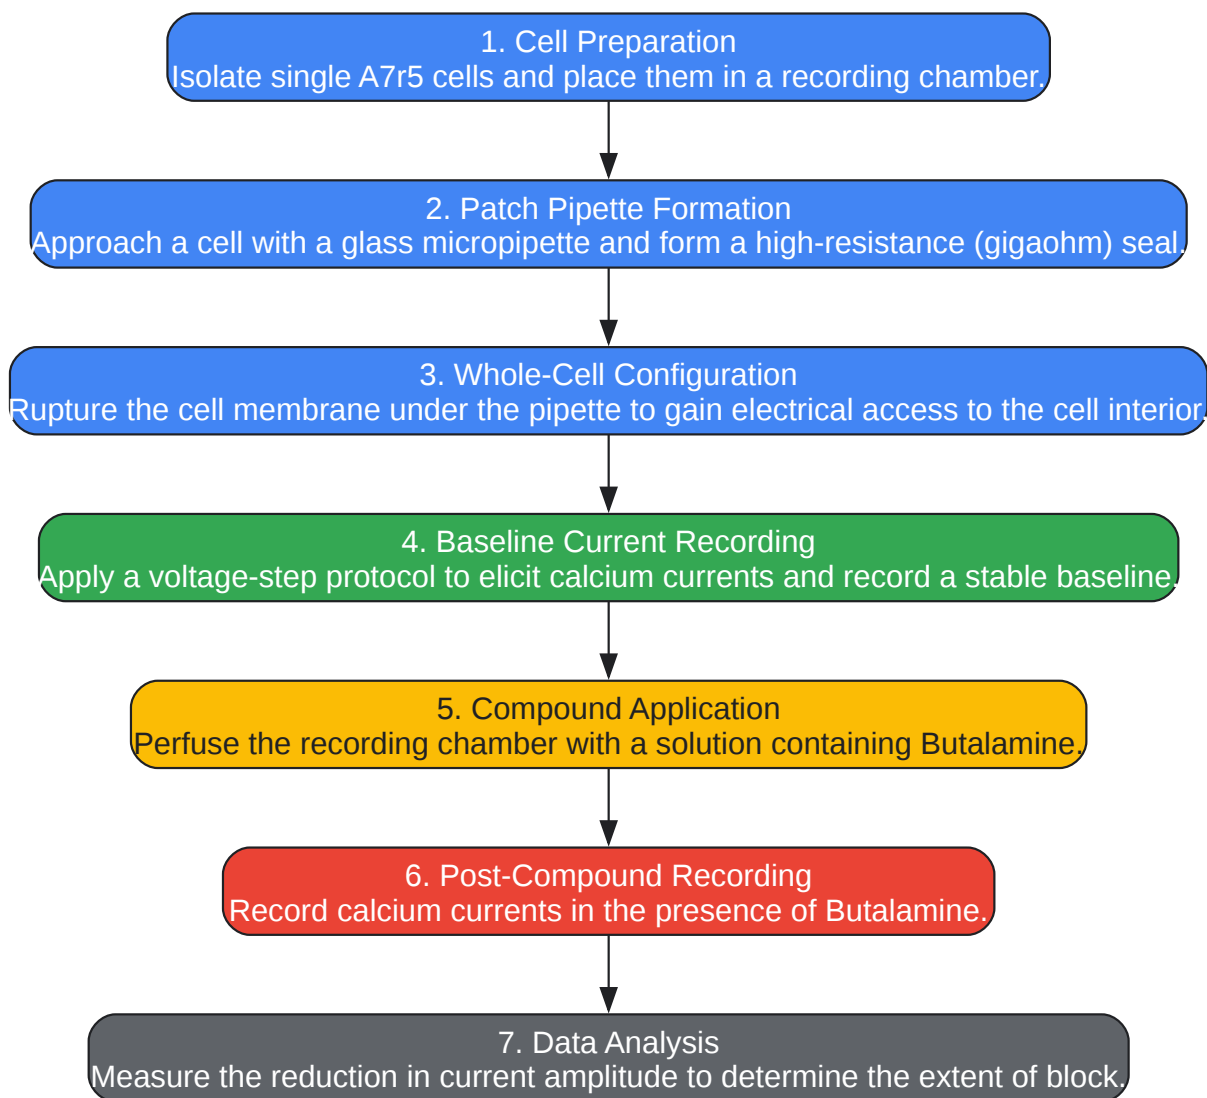 1. Cell Preparation
Isolate single A7r5 cells and place them in a recording chamber.
2. Patch Pipette Formation
Approach a cell with a glass micropipette and form a high-resistance (gigaohm) seal.
3. Whole-Cell Configuration
Rupture the cell membrane under the pipette to gain electrical access to the cell interior.
4. Baseline Current Recording
Apply a voltage-step protocol to elicit calcium currents and record a stable baseline.
5. Compound Application
Perfuse the recording chamber with a solution containing Butalamine.
6. Post-Compound Recording
Record calcium currents in the presence of Butalamine.
7. Data Analysis
Measure the reduction in current amplitude to determine the extent of block.